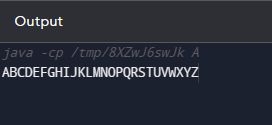 Output
java -cp /tmp/8XZwJ6swJk A
ABCDEFGHIJKLMNOPQRSTUVWXYZ